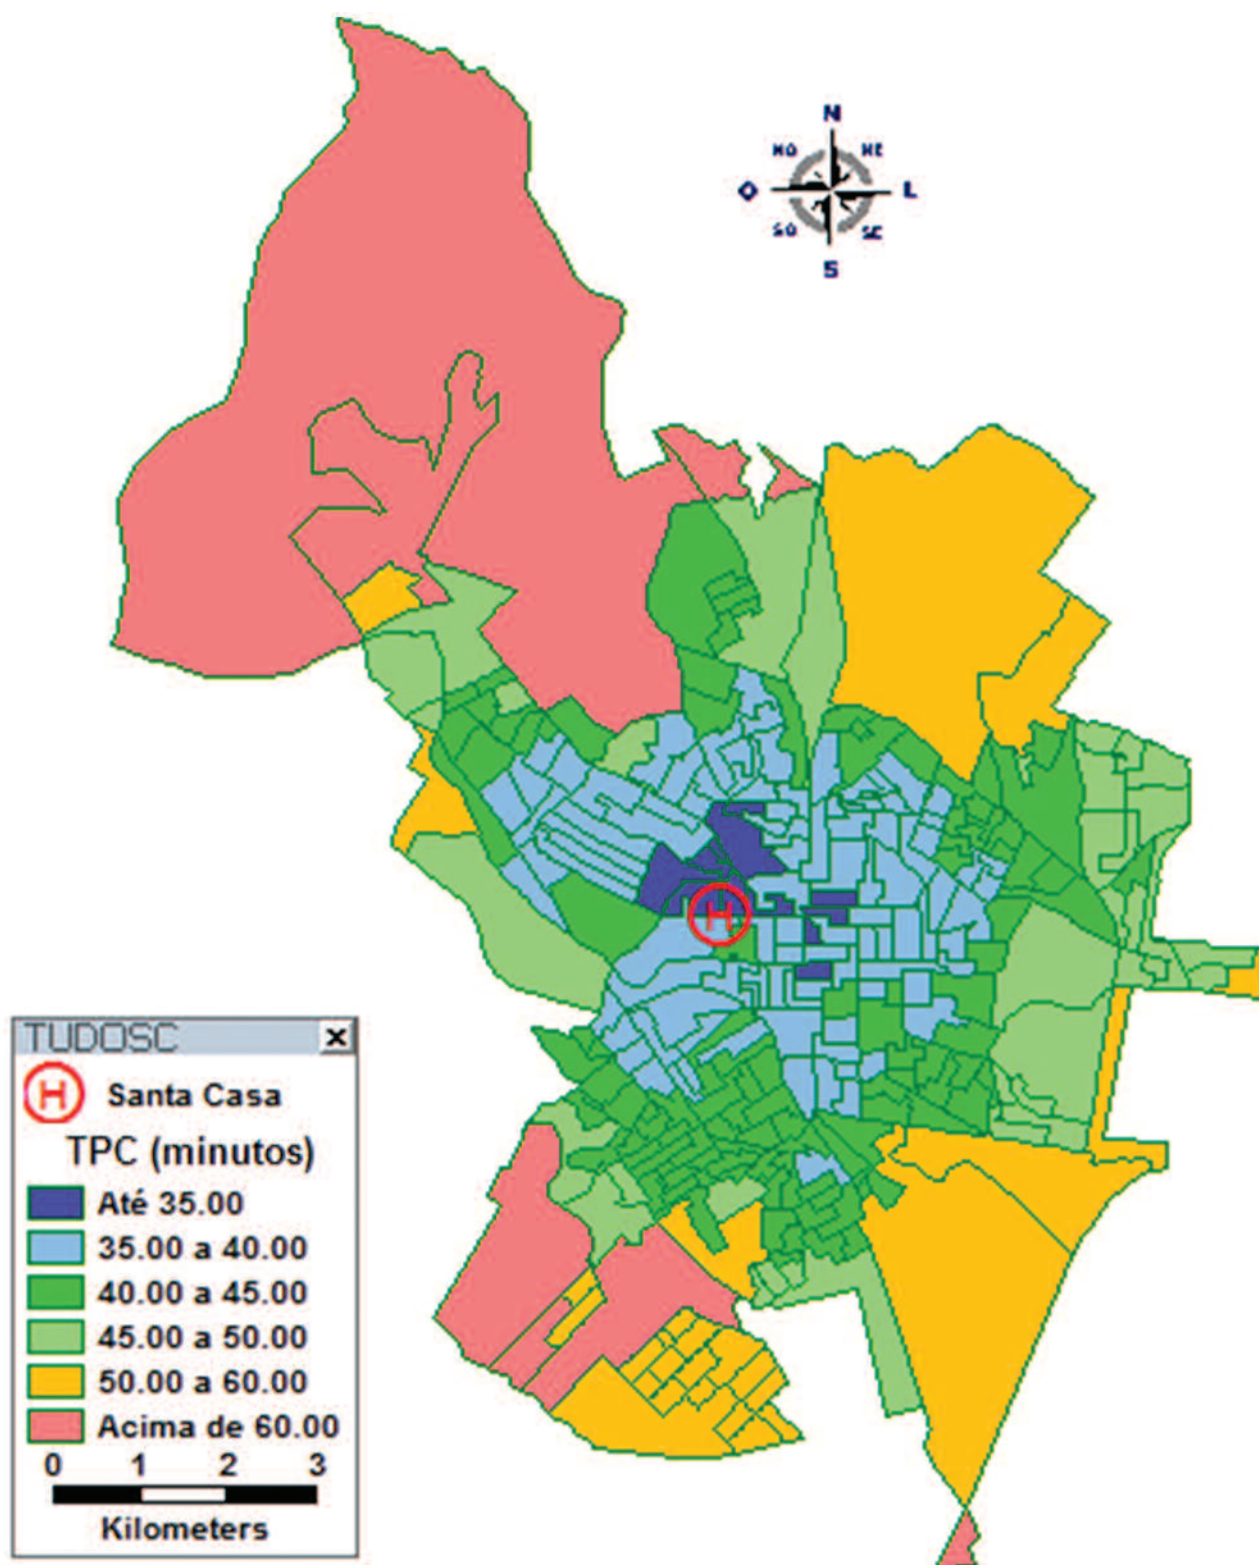 N
NO NE
O L
SO SE
S
TUDOSC
H Santa Casa
TPC (minutos)
Até 35.00
35.00 a 40.00
40.00 a 45.00
45.00 a 50.00
50.00 a 60.00
Acima de 60.00
0 1 2 3
Kilometers
H